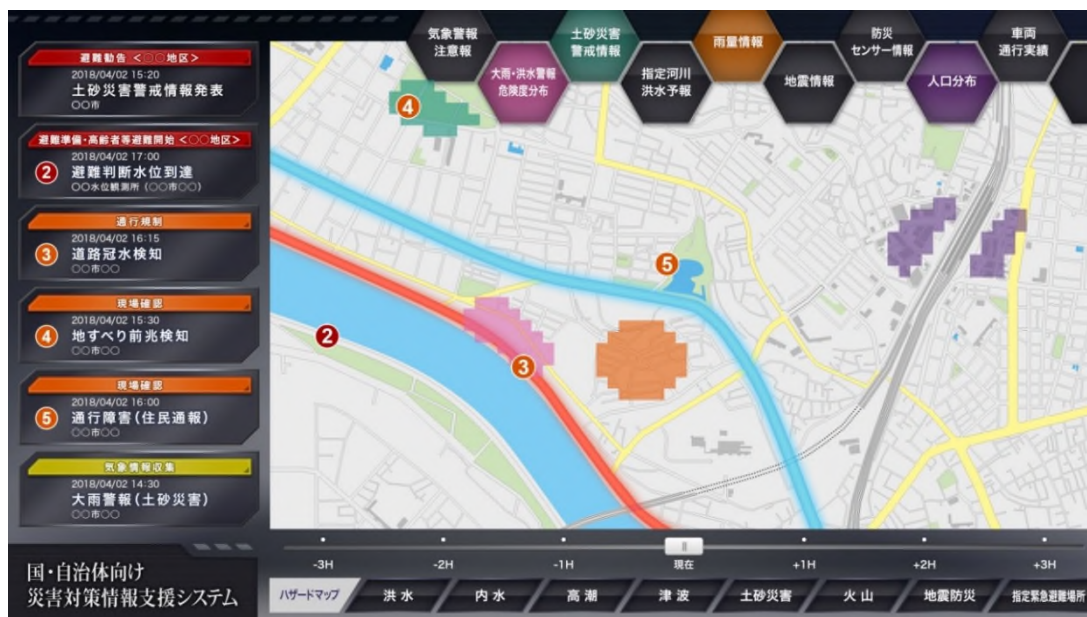 避難勧告 <○○地区>
2018/04/02 15:20
土砂災害警戒情報発表
○○市
避難準備・高齢者等避難開始 <○○地区>
2
2018/04/02 17:00
避難判断水位到達
○○水位観測所（○○市○○）
通行規制
3
2018/04/02 16:15
道路冠水検知
○○市○○
現場確認
4
2018/04/02 15:30
地すべり前兆検知
○○市○○
現場確認
5
2018/04/02 16:00
通行障害（住民通報）
○○市○○
気象情報収集
2018/04/02 14:30
大雨警報（土砂災害）
○○市○○
国・自治体向け
災害対策情報支援システム
気象警報
注意報
大雨・洪水警報
危険度分布
土砂災害
警戒情報
指定河川
洪水予報
雨量情報
地震情報
防災
センサー情報
人口分布
車両
通行実績
4
5
2
3
-3H
-2H
-1H
現在
+1H
+2H
+3H
ハザードマップ
洪水
内水
高潮
津波
土砂災害
火山
地震防災
指定緊急避難場所